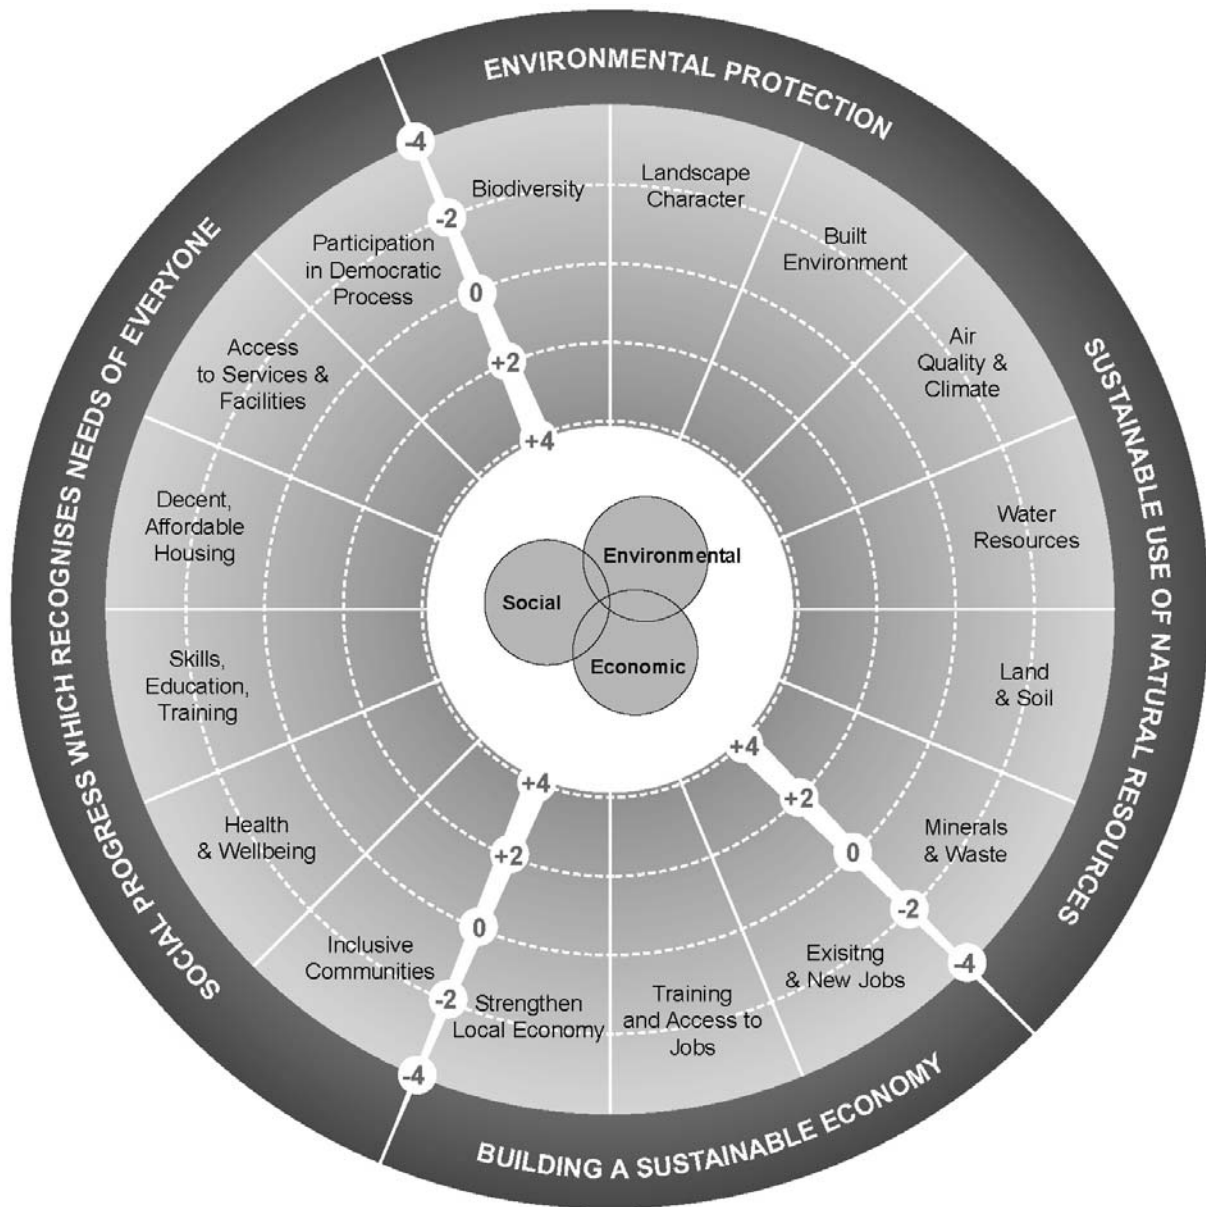 ENVIRONMENTAL PROTECTION
SUSTAINABLE USE OF NATURAL RESOURCES
BUILDING A SUSTAINABLE ECONOMY
SOCIAL PROGRESS WHICH RECOGNISES NEEDS OF EVERYONE
-4
-2
0
+2
+4
Biodiversity
Landscape
Character
Built
Environment
Air
Quality &
Climate
Water
Resources
Land
& Soil
Minerals
& Waste
+4
+2
0
-2
-4
Exisitng
& New Jobs
Training
and Access to
Jobs
Strengthen
Local Economy
+4
+2
0
-2
-4
Inclusive
Communities
Health
& Wellbeing
Skills,
Education,
Training
Decent,
Affordable
Housing
Access
to Services &
Facilities
Participation
in Democratic
Process
Environmental
Social
Economic